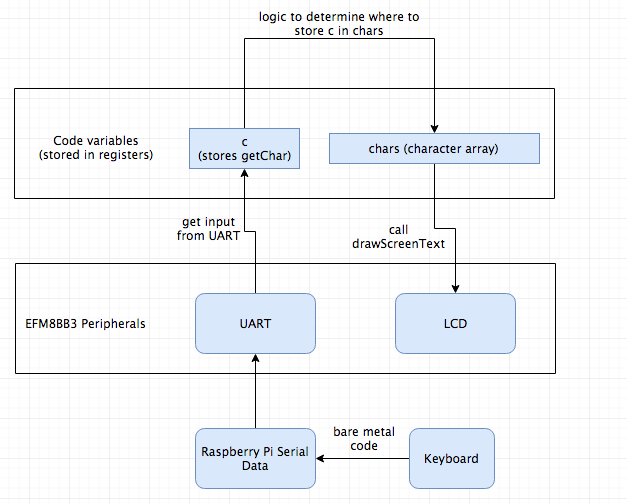 logic to determine where to
store c in chars
Code variables
(stored in registers)
c
(stores getChar)
chars (character array)
get input
from UART
call
drawScreenText
EFM8BB3 Peripherals
UART
LCD
Raspberry Pi Serial
Data
bare metal
code
Keyboard